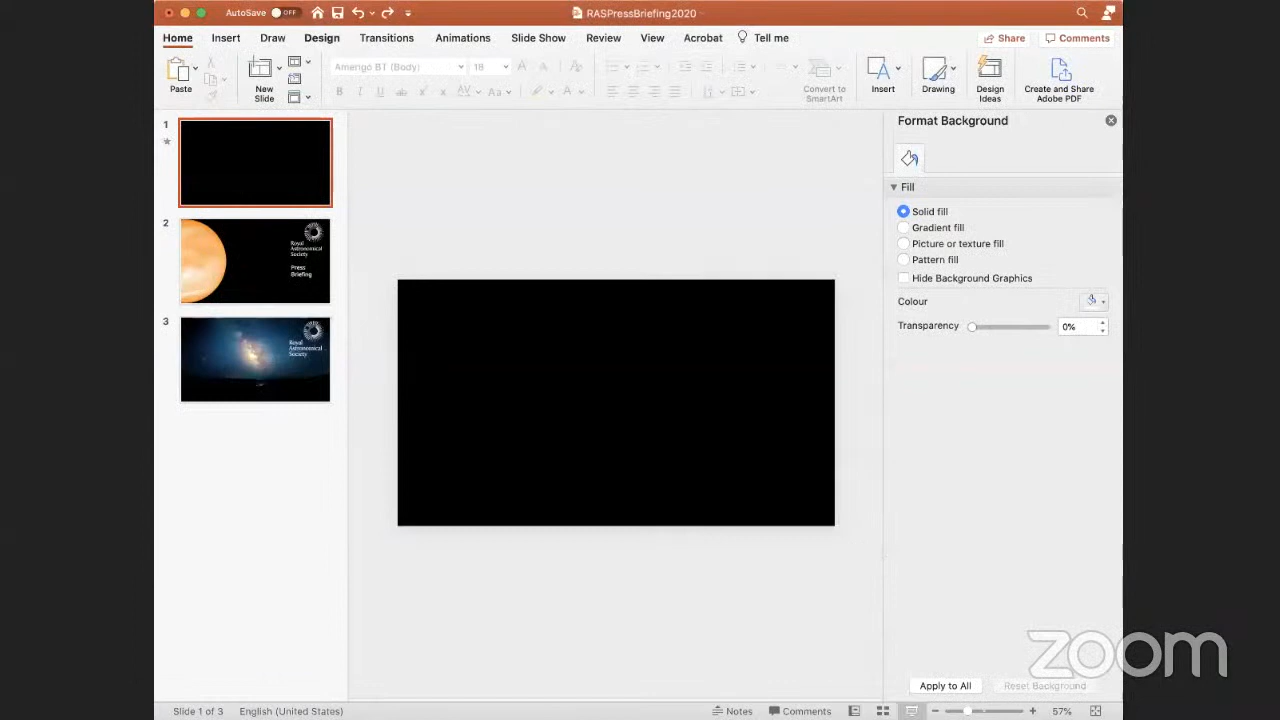 AutoSave OFF
RASPressBriefing2020
Home Insert Draw Design Transitions Animations Slide Show Review View Acrobat Tell me
Share Comments
Paste
New
Slide
Amengo BT (Body) 18
Convert to
SmartArt
Insert
Drawing
Design
Ideas
Create and Share
Adobe PDF
1
2
Royal
Astronomical
Society
Press
Briefing
3
Royal
Astronomical
Society
Format Background
Fill
Solid fill
Gradient fill
Picture or texture fill
Pattern fill
Hide Background Graphics
Colour
Transparency 0%
Apply to All Reset Background
zoom
Slide 1 of 3 English (United States) Notes Comments 57%